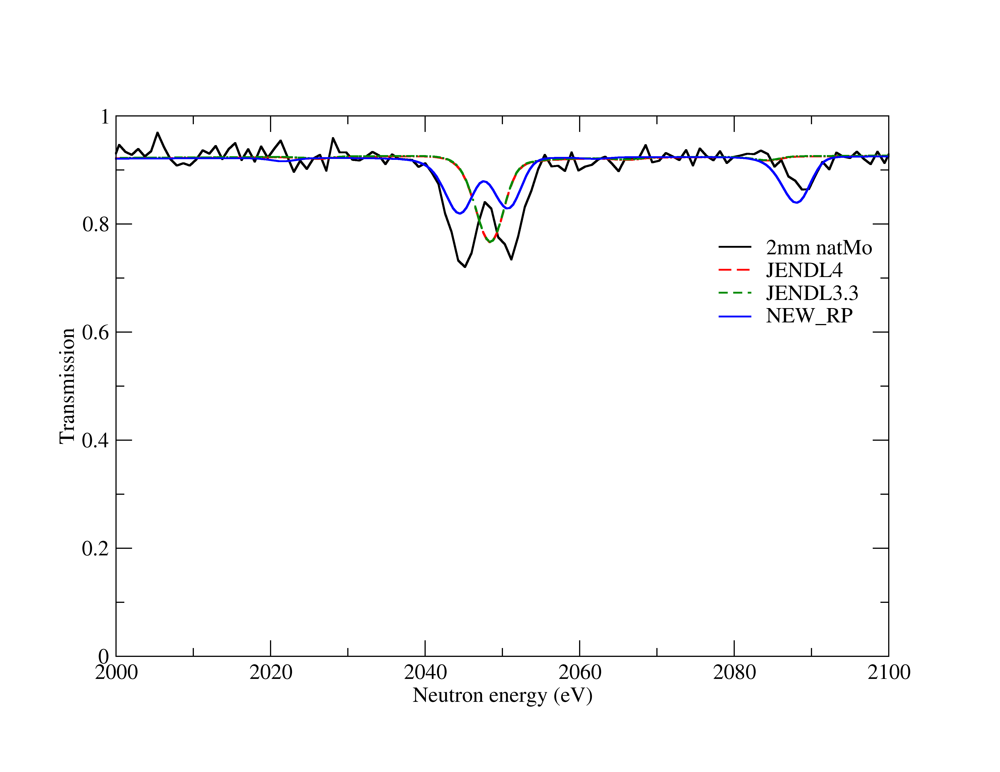 1
0.8
0.6
0.4
0.2
0
Transmission
2mm natMo
JENDL4
JENDL3.3
NEW_RP
2000 2020 2040 2060 2080 2100
Neutron energy (eV)